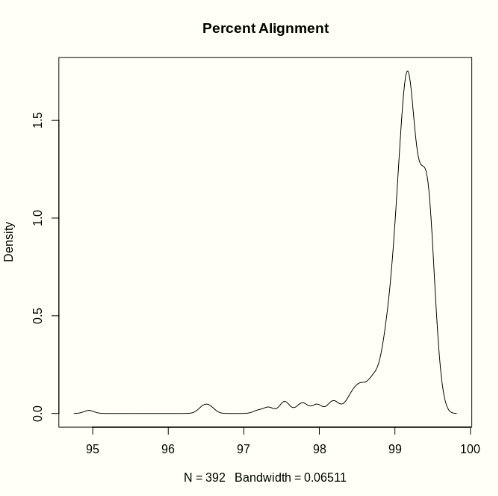 Percent Alignment
Density
0.0
0.5
1.0
1.5
95 96 97 98 99 100
N = 392 Bandwidth = 0.06511